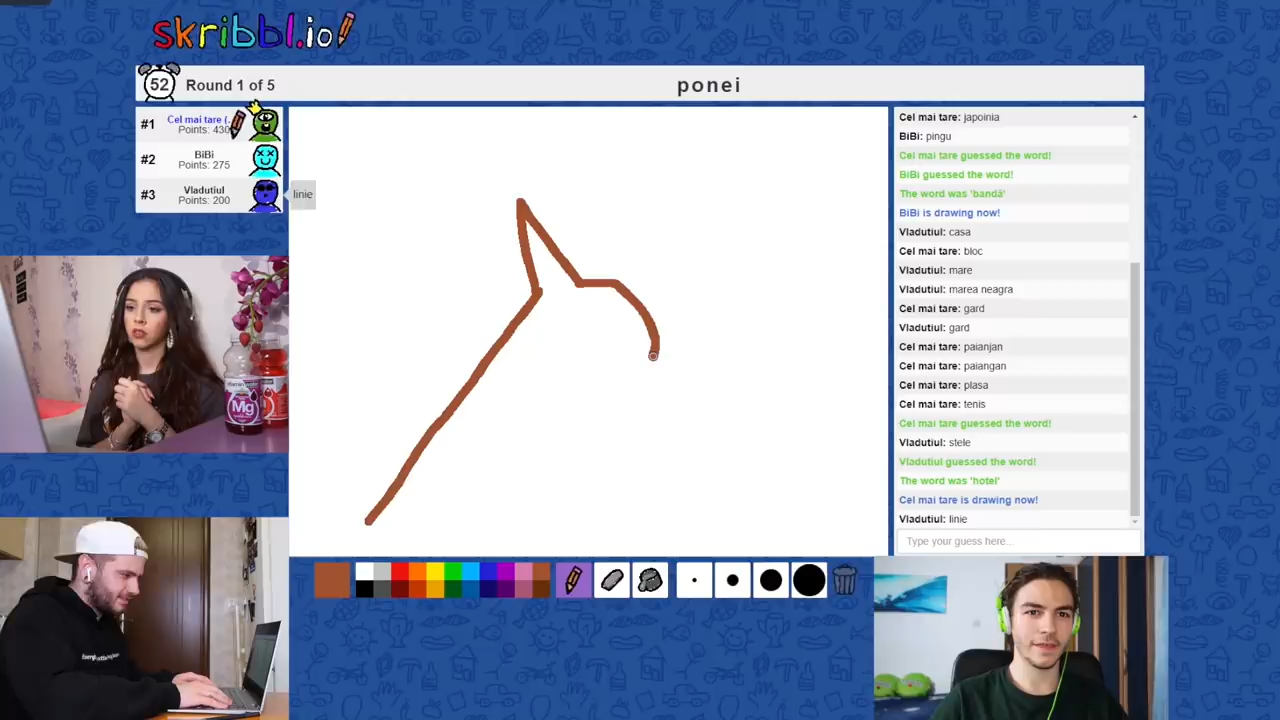 skribbl.io
52
Round 1 of 5
ponei
#1
Cel mai tare (.
Points: 430
#2
BiBi
Points: 275
#3
Vladutiul
Points: 200
linie
Cel mai tare: japoinia
BiBi: pingu
Cel mai tare guessed the word!
BiBi guessed the word!
The word was 'bandă'
BiBi is drawing now!
Vladutiul: casa
Cel mai tare: bloc
Vladutiul: mare
Vladutiul: marea neagra
Cel mai tare: gard
Vladutiul: gard
Cel mai tare: paianjan
Cel mai tare: paiangan
Cel mai tare: plasa
Cel mai tare: tenis
Cel mai tare guessed the word!
Vladutiul: stele
Vladutiul guessed the word!
The word was 'hotel'
Cel mai tare is drawing now!
Vladutiul: linie
Type your guess here...
Mg